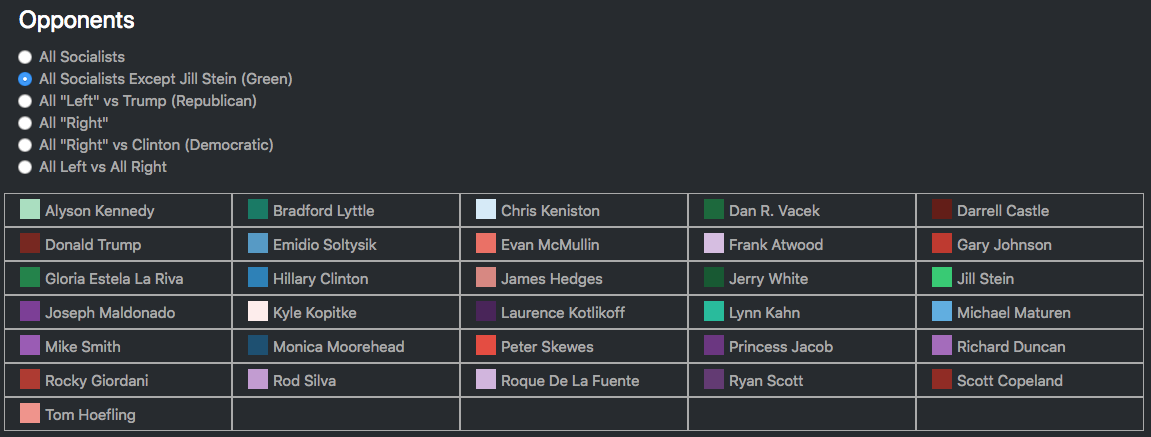 Opponents
All Socialists
All Socialists Except Jill Stein (Green)
All "Left" vs Trump (Republican)
All "Right"
All "Right" vs Clinton (Democratic)
All Left vs All Right
Alyson Kennedy Bradford Lyttle Chris Keniston Dan R. Vacek Darrell Castle
Donald Trump Emidio Soltysik Evan McMullin Frank Atwood Gary Johnson
Gloria Estela La Riva Hillary Clinton James Hedges Jerry White Jill Stein
Joseph Maldonado Kyle Kopitke Laurence Kotlikoff Lynn Kahn Michael Maturen
Mike Smith Monica Moorehead Peter Skewes Princess Jacob Richard Duncan
Rocky Giordani Rod Silva Roque De La Fuente Ryan Scott Scott Copeland
Tom Hoefling